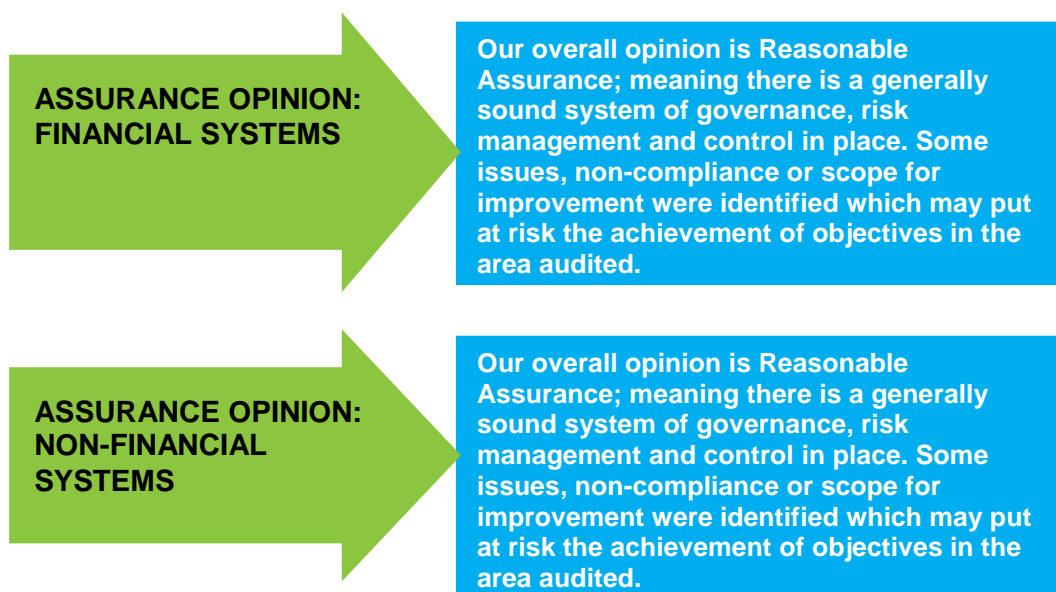 ASSURANCE OPINION:
FINANCIAL SYSTEMS
Our overall opinion is Reasonable
Assurance; meaning there is a generally
sound system of governance, risk
management and control in place. Some
issues, non-compliance or scope for
improvement were identified which may put
at risk the achievement of objectives in the
area audited.
ASSURANCE OPINION:
NON-FINANCIAL
SYSTEMS
Our overall opinion is Reasonable
Assurance; meaning there is a generally
sound system of governance, risk
management and control in place. Some
issues, non-compliance or scope for
improvement were identified which may put
at risk the achievement of objectives in the
area audited.